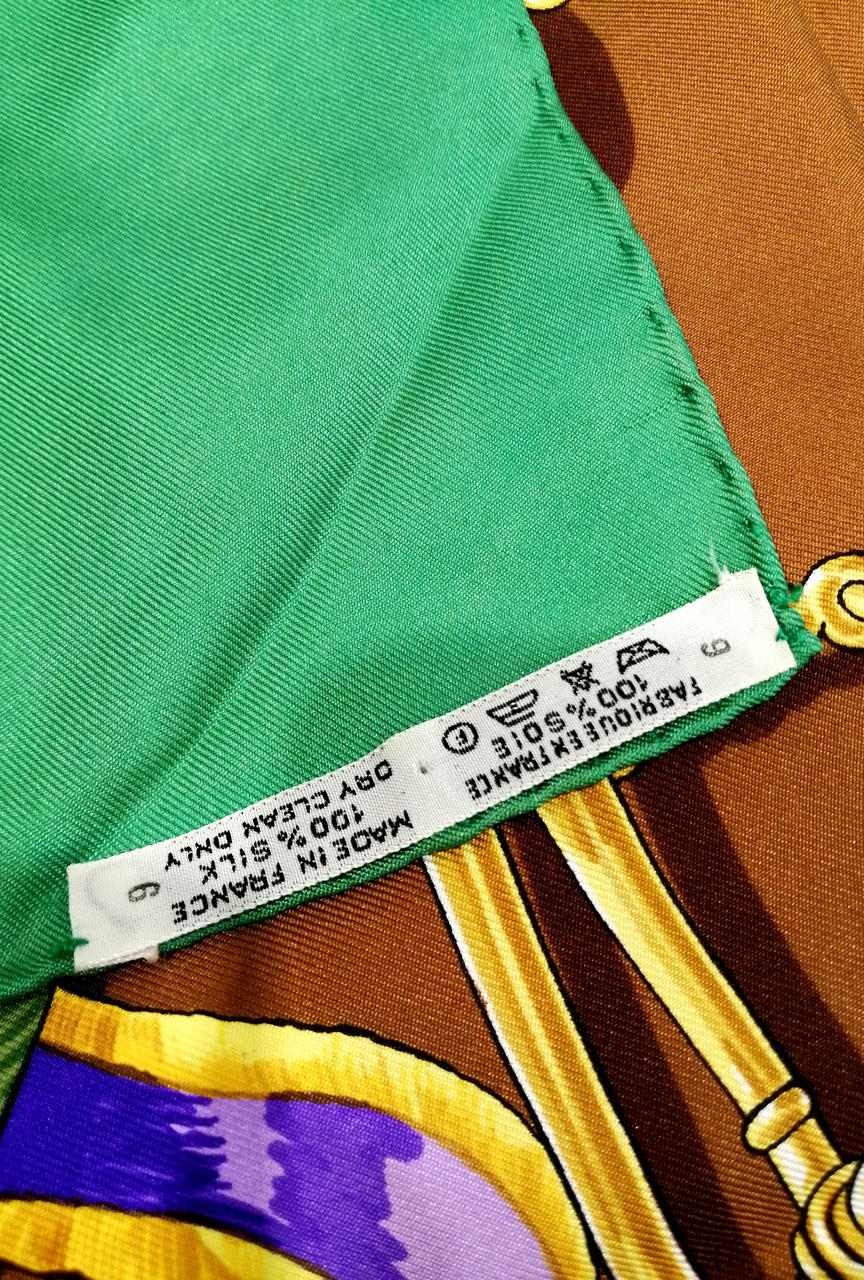 6
FABRIQUE EN FRANCE
100% SOIE
MADE IN FRANCE
100% SILK
DRY CLEAN ONLY
6